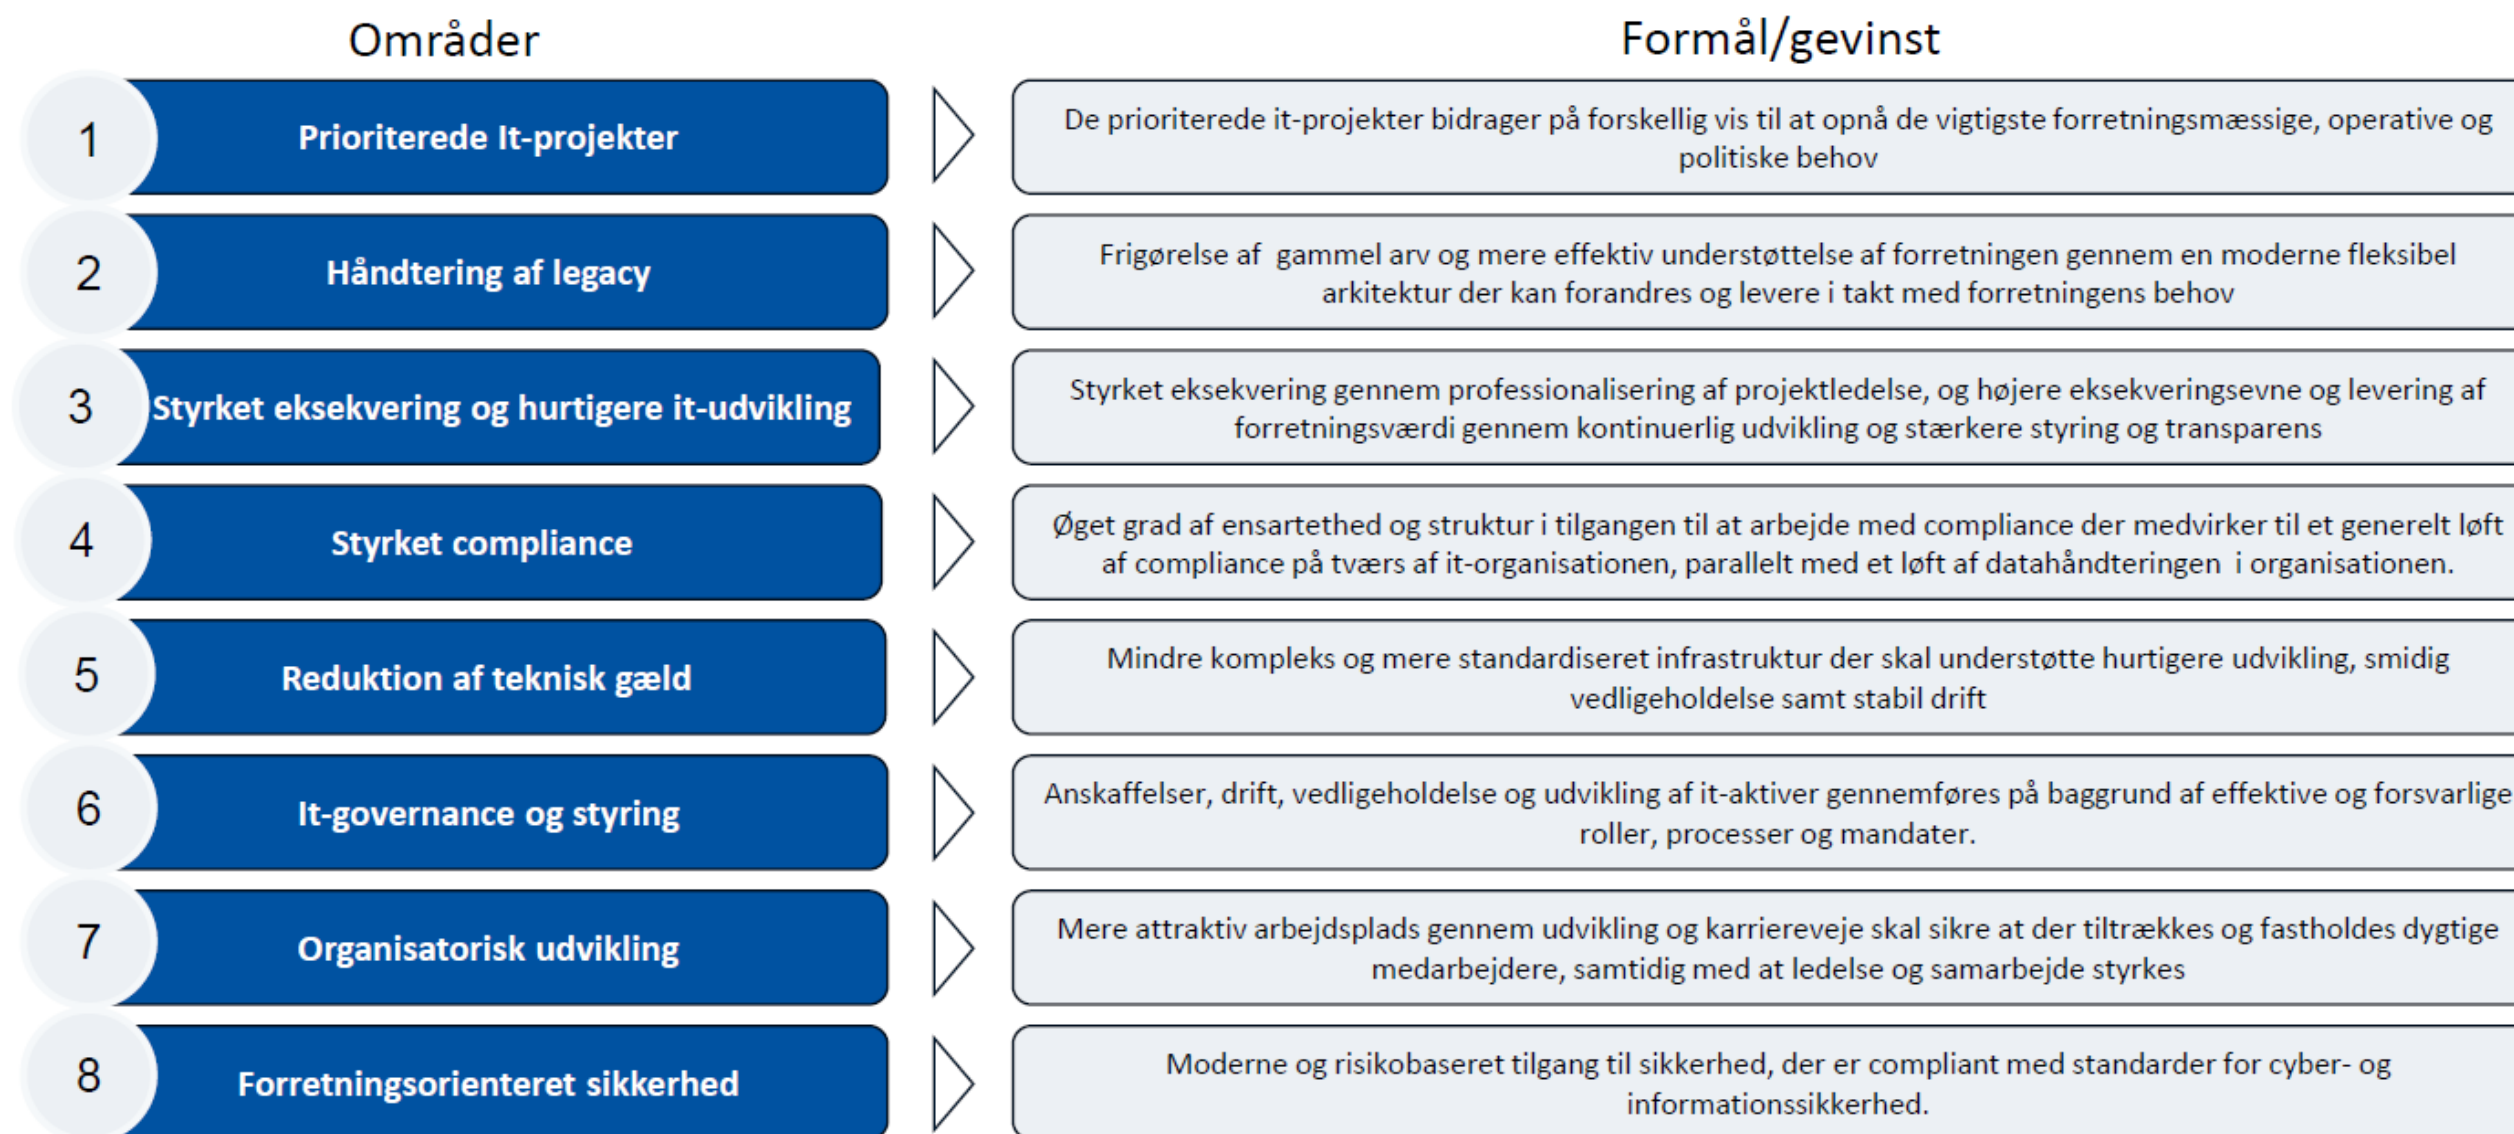 Områder
Formål/gevinst
1
Prioriterede It-projekter
De prioriterede it-projekter bidrager på forskellig vis til at opnå de vigtigste forretningsmæssige, operative og
politiske behov
2
Håndtering af legacy
Frigørelse af  gammel arv og mere effektiv understøttelse af forretningen gennem en moderne fleksibel
arkitektur der kan forandres og levere i takt med forretningens behov
3
Styrket eksekvering og hurtigere it-udvikling
Styrket eksekvering gennem professionalisering af projektledelse, og højere eksekveringsevne og levering af
forretningsværdi gennem kontinuerlig udvikling og stærkere styring og transparens
4
Styrket compliance
Øget grad af ensartethed og struktur i tilgangen til at arbejde med compliance der medvirker til et generelt løft
af compliance på tværs af it-organisationen, parallelt med et løft af datahåndteringen  i organisationen.
5
Reduktion af teknisk gæld
Mindre kompleks og mere standardiseret infrastruktur der skal understøtte hurtigere udvikling, smidig
vedligeholdelse samt stabil drift
6
It-governance og styring
Anskaffelser, drift, vedligeholdelse og udvikling af it-aktiver gennemføres på baggrund af effektive og forsvarlige
roller, processer og mandater.
7
Organisatorisk udvikling
Mere attraktiv arbejdsplads gennem udvikling og karriereveje skal sikre at der tiltrækkes og fastholdes dygtige
medarbejdere, samtidig med at ledelse og samarbejde styrkes
8
Forretningsorienteret sikkerhed
Moderne og risikobaseret tilgang til sikkerhed, der er compliant med standarder for cyber- og
informationssikkerhed.